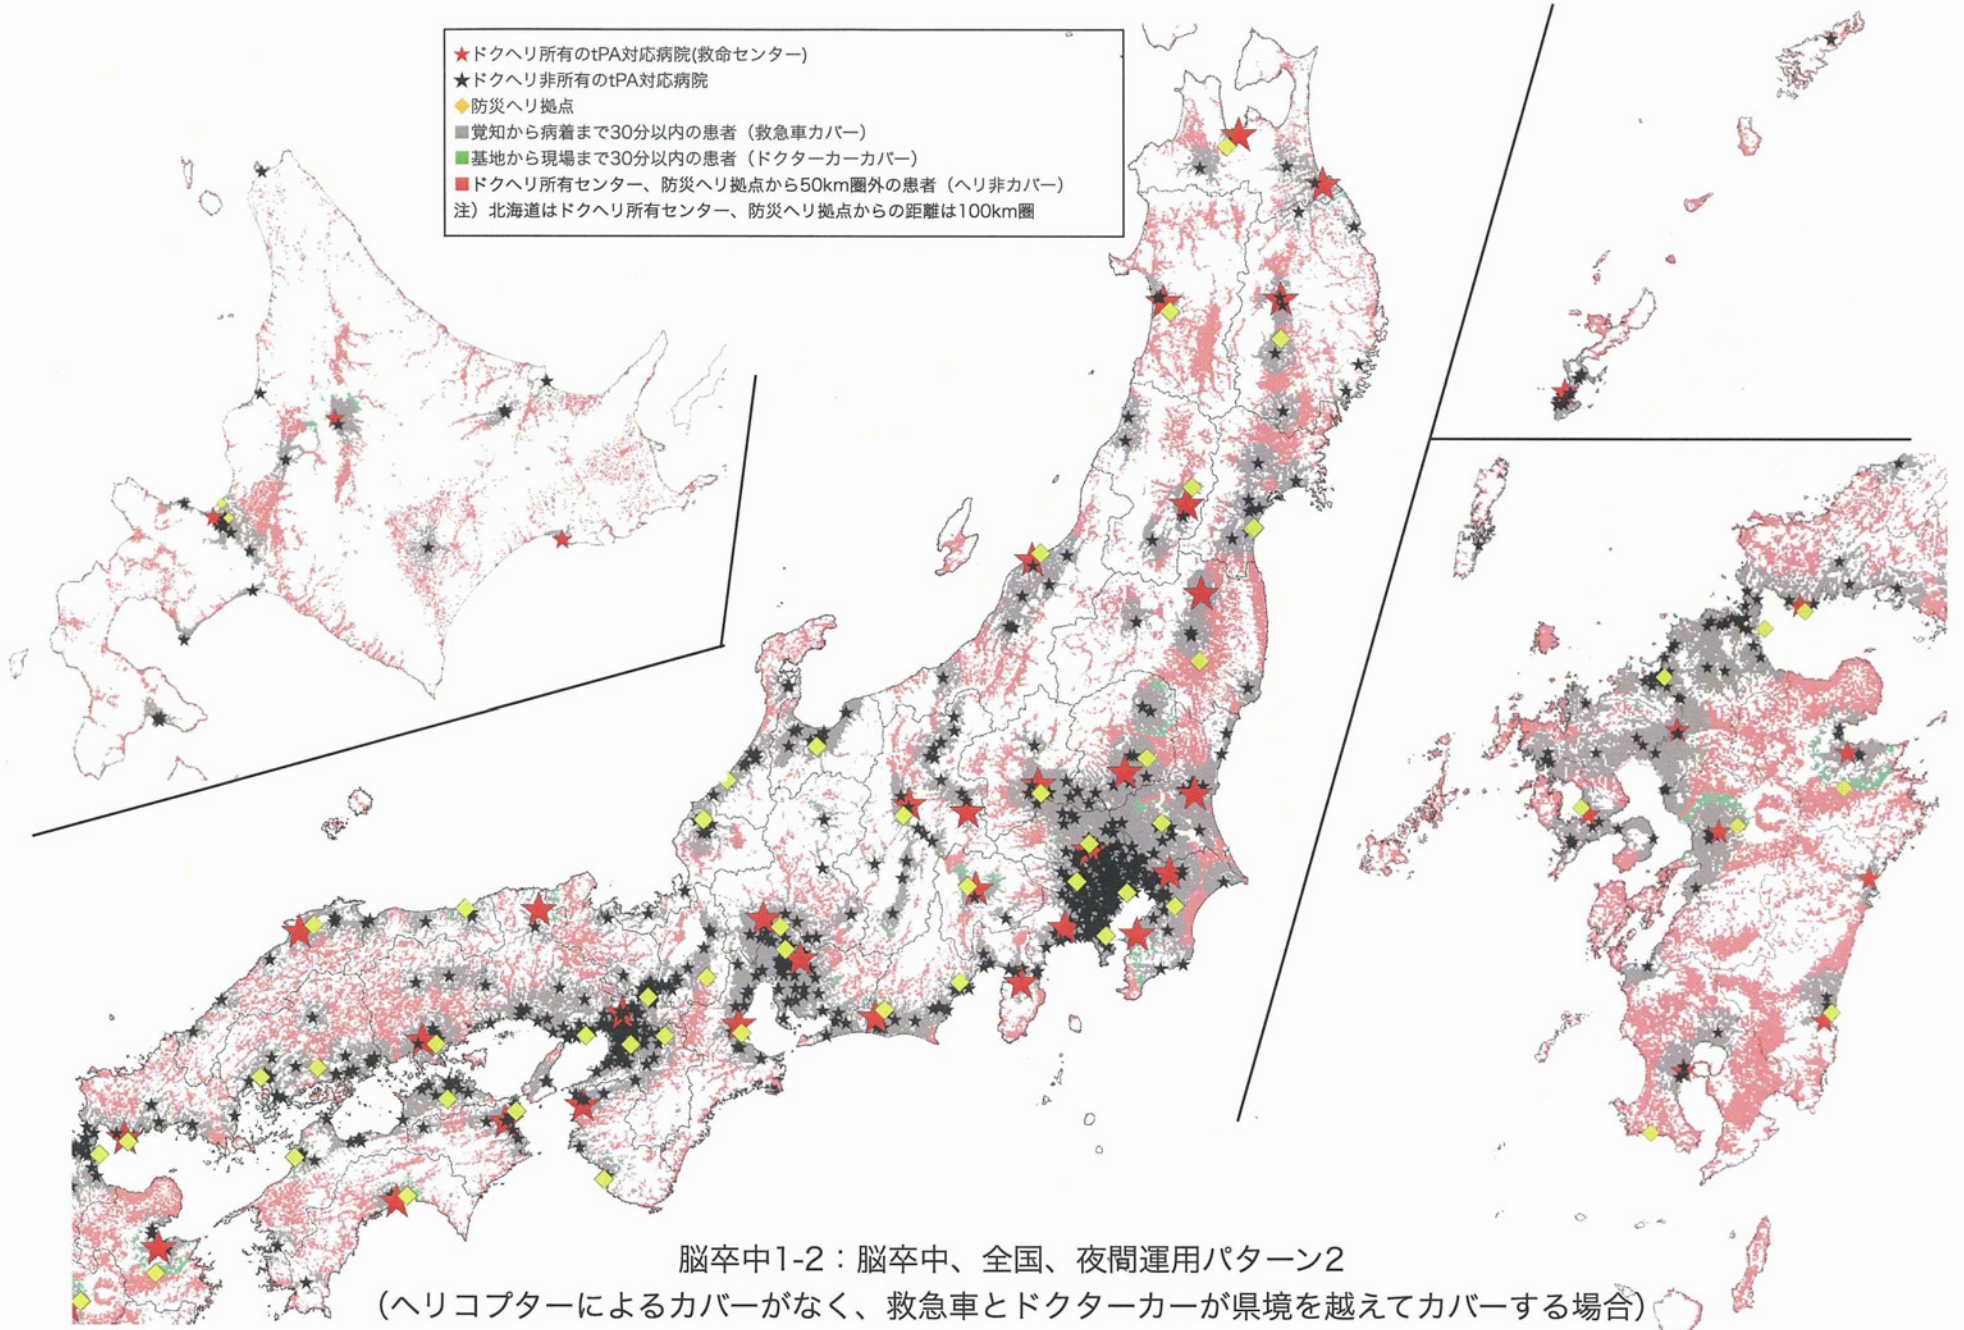 ★ドクヘリ所有のtPA対応病院(救命センター)
★ドクヘリ非所有のtPA対応病院
◆防災ヘリ拠点
■覚知から病着まで30分以内の患者（救急車カバー）
■基地から現場まで30分以内の患者（ドクターカーカバー）
■ドクヘリ所有センター、防災ヘリ拠点から50km圏外の患者（ヘリ非カバー）
注）北海道はドクヘリ所有センター、防災ヘリ拠点からの距離は100km圏
脳卒中1-2：脳卒中、全国、夜間運用パターン2
（ヘリコプターによるカバーがなく、救急車とドクターカーが県境を越えてカバーする場合）